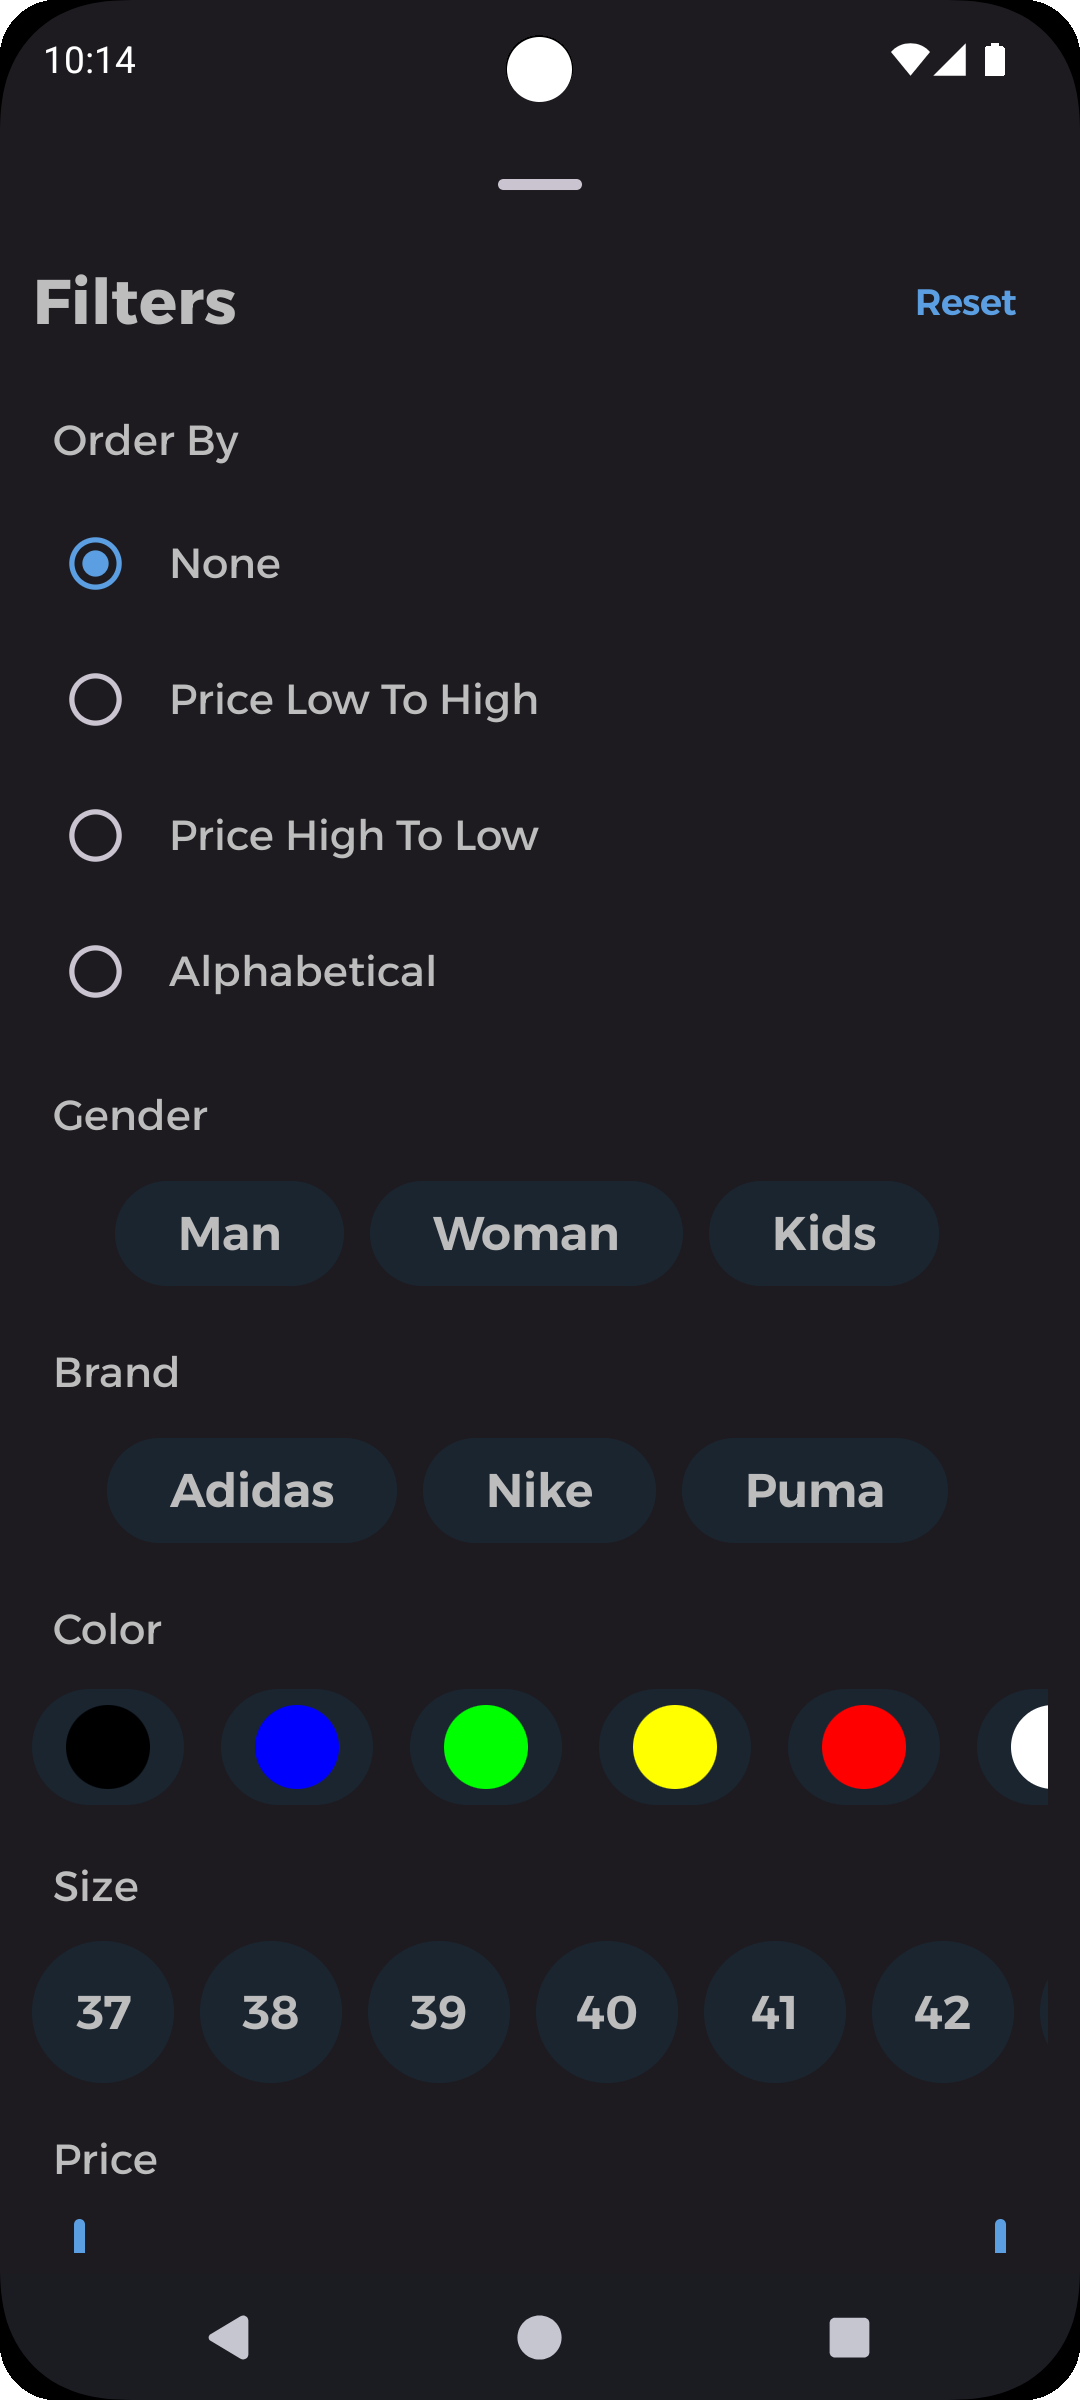 10:14
Filters
Reset
Order By
None
Price Low To High
Price High To Low
Alphabetical
Gender
Man Woman Kids
Brand
Adidas Nike Puma
Color
Size
37 38 39 40 41 42
Price